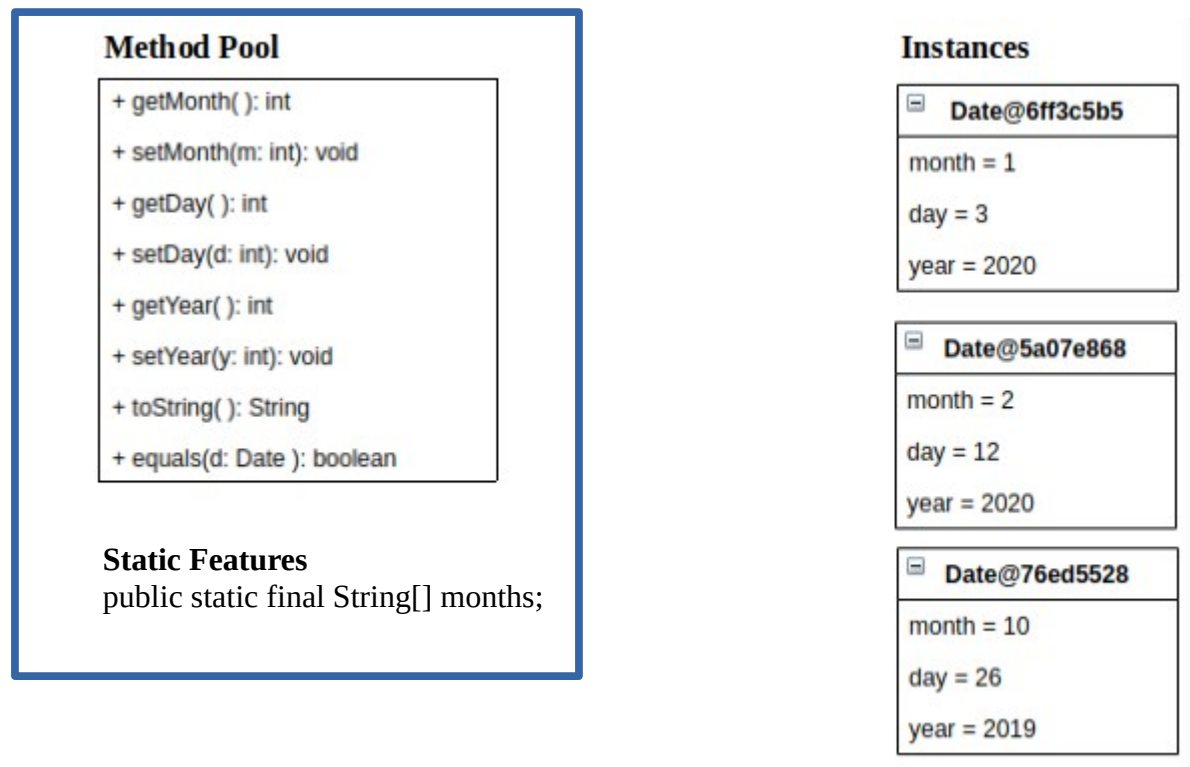 Method Pool
+ getMonth( ): int
+ setMonth(m: int): void
+ getDay( ): int
+ setDay(d: int): void
+ getYear( ): int
+ setYear(y: int): void
+ toString( ): String
+ equals(d: Date ): boolean
Static Features
public static final String[] months;
Instances
Date@6ff3c5b5
month = 1
day = 3
year = 2020
Date@5a07e868
month = 2
day = 12
year = 2020
Date@76ed5528
month = 10
day = 26
year = 2019